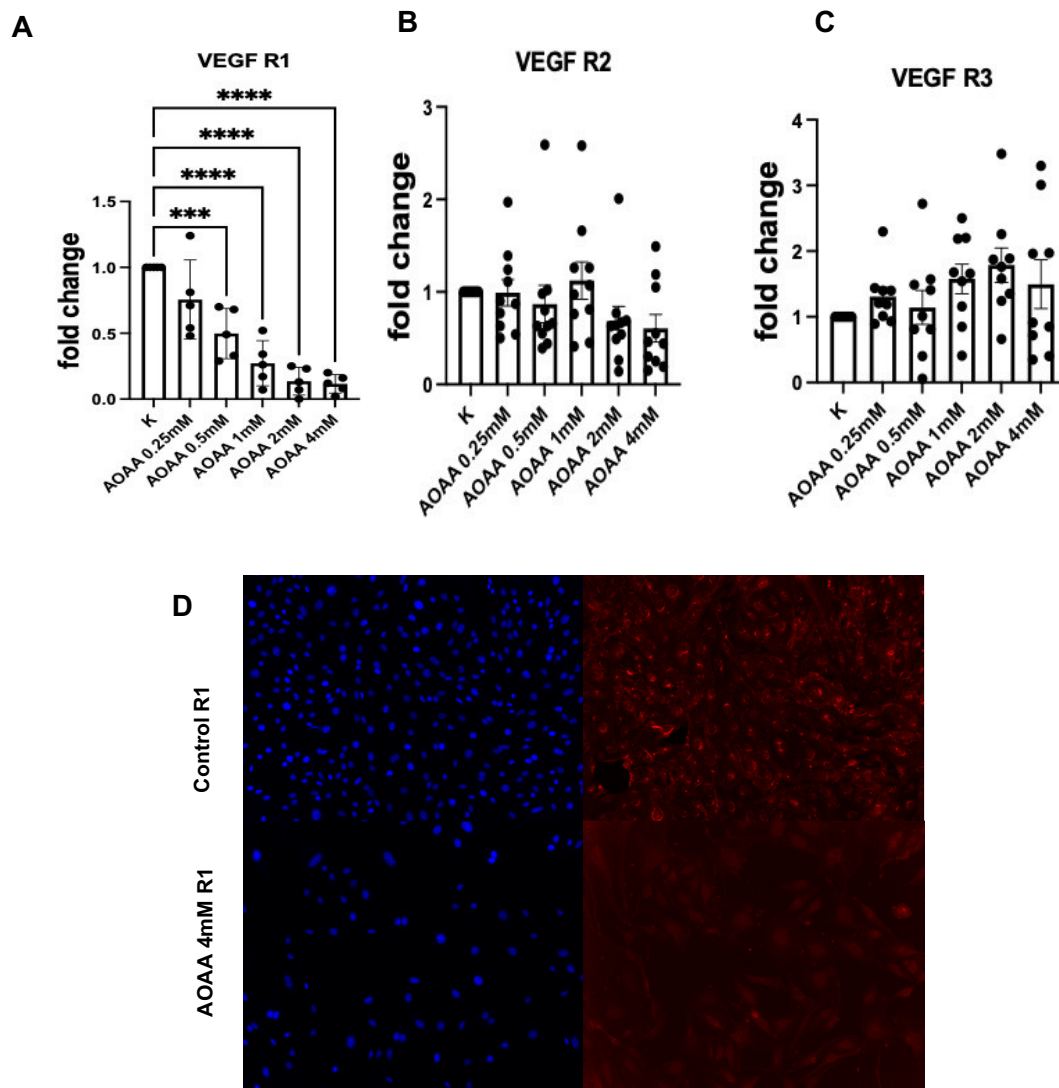 A
VEGF R1
****
****
****
***
fold change
1.5
1.0
0.5
0.0
K
AOAA 0.25mM
AOAA 0.5mM
AOAA 1mM
AOAA 2mM
AOAA 4mM
B
VEGF R2
fold change
3
2
1
0
K
AOAA 0.25mM
AOAA 0.5mM
AOAA 1mM
AOAA 2mM
AOAA 4mM
C
VEGF R3
fold change
4
3
2
1
0
K
AOAA 0.25mM
AOAA 0.5mM
AOAA 1mM
AOAA 2mM
AOAA 4mM
D
Control R1
AOAA 4mM R1